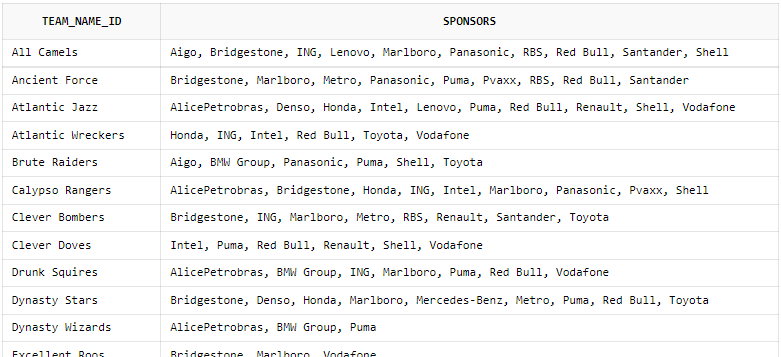 TEAM_NAME_ID SPONSORS
All Camels Aigo, Bridgestone, ING, Lenovo, Marlboro, Panasonic, RBS, Red Bull, Santander, Shell
Ancient Force Bridgestone, Marlboro, Metro, Panasonic, Puma, Pvaxx, RBS, Red Bull, Santander
Atlantic Jazz AlicePetrobras, Denso, Honda, Intel, Lenovo, Puma, Red Bull, Renault, Shell, Vodafone
Atlantic Wreckers Honda, ING, Intel, Red Bull, Toyota, Vodafone
Brute Raiders Aigo, BMW Group, Panasonic, Puma, Shell, Toyota
Calypso Rangers AlicePetrobras, Bridgestone, Honda, ING, Intel, Marlboro, Panasonic, Pvaxx, Shell
Clever Bombers Bridgestone, ING, Marlboro, Metro, RBS, Renault, Santander, Toyota
Clever Doves Intel, Puma, Red Bull, Renault, Shell, Vodafone
Drunk Squires AlicePetrobras, BMW Group, ING, Marlboro, Puma, Red Bull, Vodafone
Dynasty Stars Bridgestone, Denso, Honda, Marlboro, Mercedes-Benz, Metro, Puma, Red Bull, Toyota
Dynasty Wizards AlicePetrobras, BMW Group, Puma
Excellent Roos Bridgestone, Marlboro, Vodafone